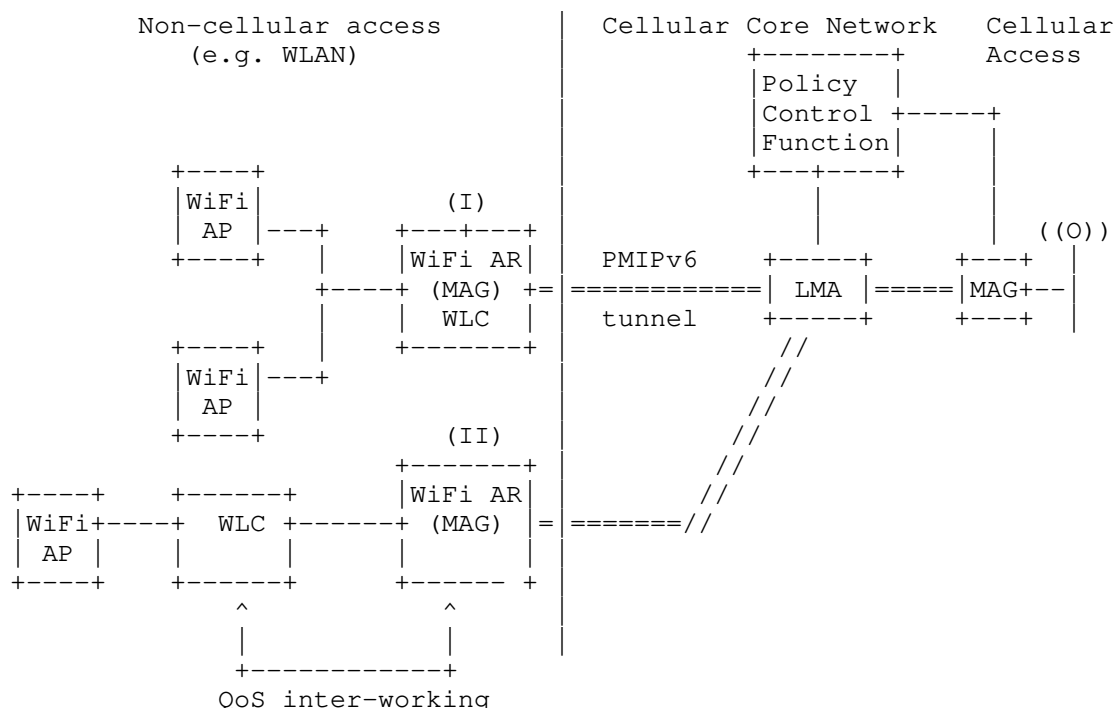 Non-cellular access | Cellular Core Network Cellular
(e.g. WLAN) | Access
Policy
Control
Function
WiFi
AP
(I)
((O))
WiFi AR
(MAG)
WLC
PMIPv6
tunnel
LMA
MAG
WiFi
AP
(II)
WiFi
AP
WLC
WiFi AR
(MAG)
QoS inter-working